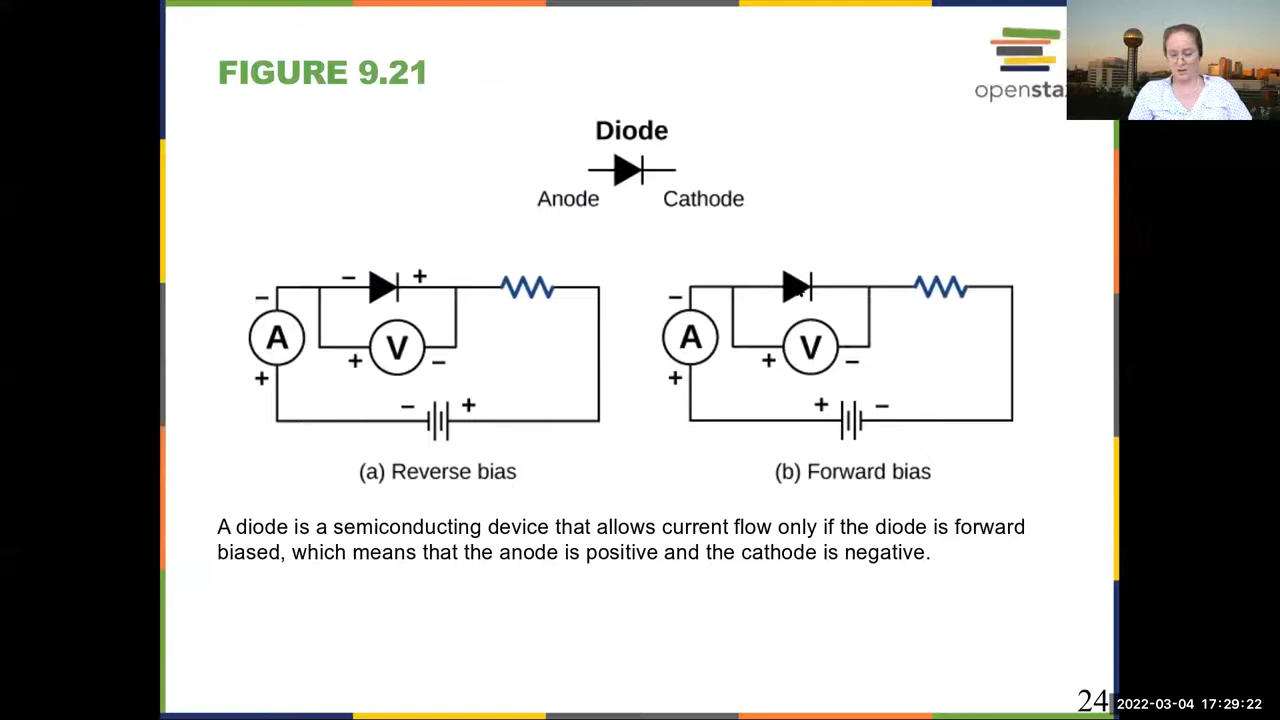 FIGURE 9.21
openstax
Diode
Anode Cathode
− +
− A +
+ V −
− +
(a) Reverse bias
− A +
+ V −
+ −
(b) Forward bias
A diode is a semiconducting device that allows current flow only if the diode is forward
biased, which means that the anode is positive and the cathode is negative.
24
2022-03-04 17:29:22